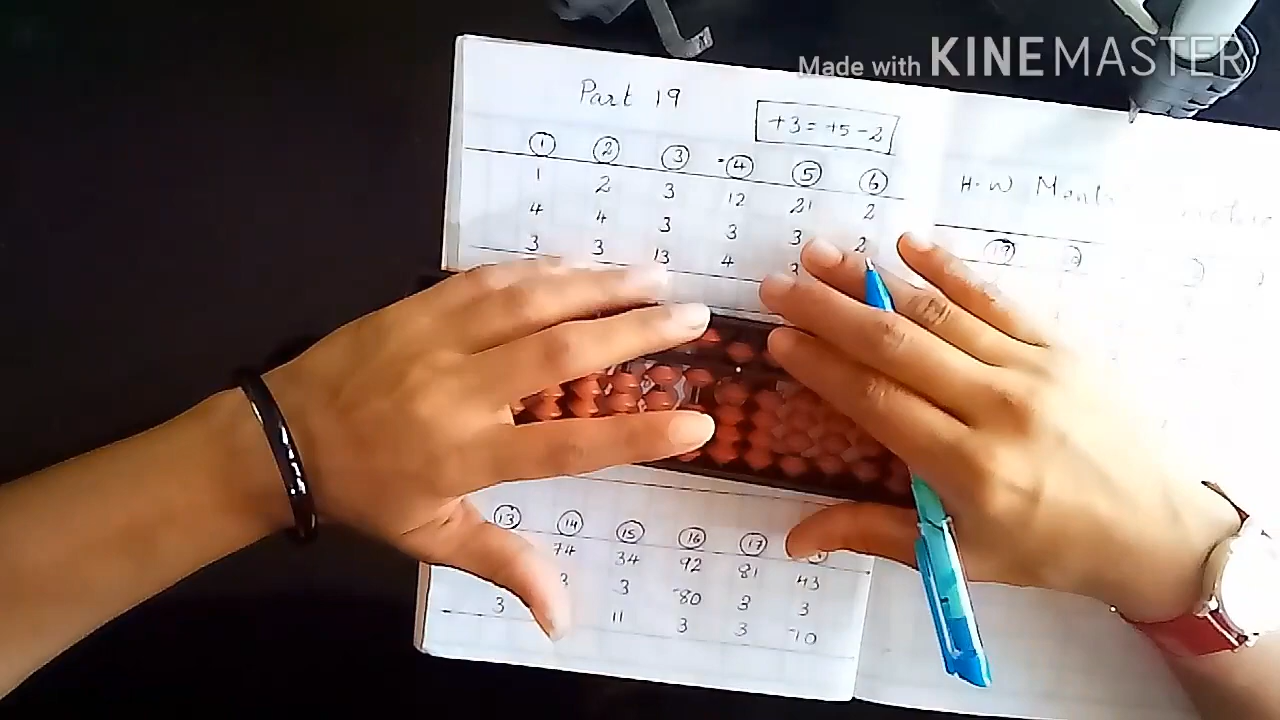 Made with KINEMASTER
Part 19
+3 = +5 - 2
1 2 3 4 5 6
1 2 3 12 21 2
4 4 3 3 3 2
3 3 13 4
H.W
13 14 15 16 17
74 34 92 81 43
3 3 -80 3 3
3 11 3 3